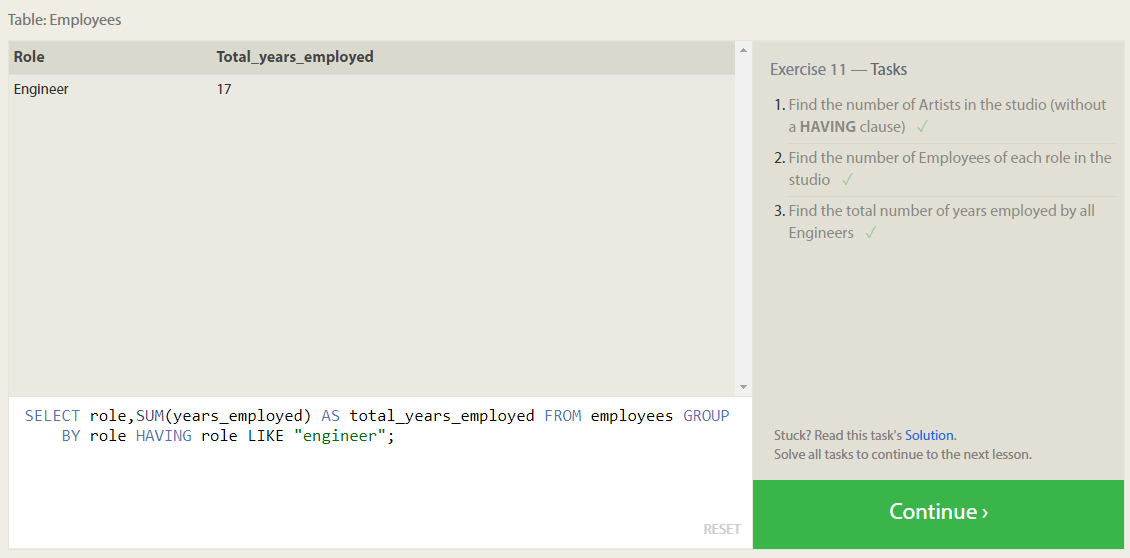 Table: Employees
Role Total_years_employed
Engineer 17
SELECT role,SUM(years_employed) AS total_years_employed FROM employees GROUP
BY role HAVING role LIKE "engineer";
RESET
Exercise 11 — Tasks
1. Find the number of Artists in the studio (without
a HAVING clause) ✓
2. Find the number of Employees of each role in the
studio ✓
3. Find the total number of years employed by all
Engineers ✓
Stuck? Read this task's Solution.
Solve all tasks to continue to the next lesson.
Continue ›